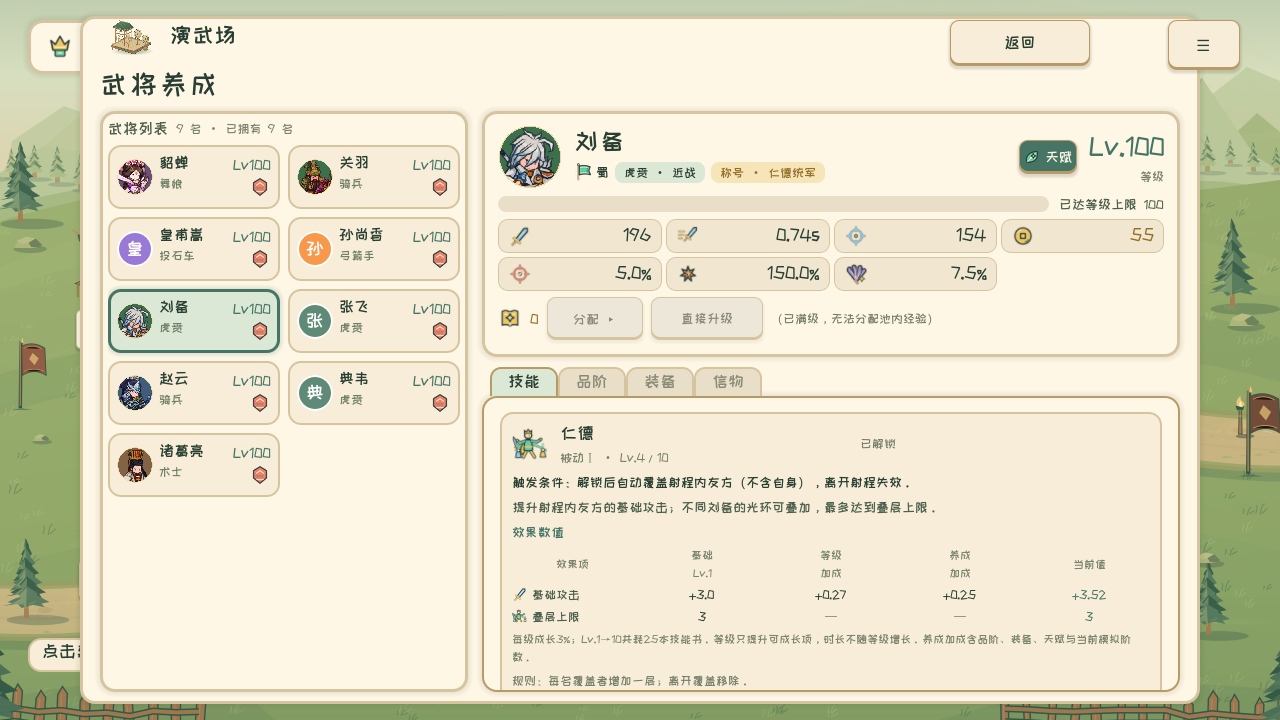 演武场
返回
☰
武将养成
武将列表 9 名 · 已拥有 9 名
貂蝉 Lv100
舞娘
关羽 Lv100
骑兵
皇 皇甫嵩 Lv100
投石车
孙 孙尚香 Lv100
弓箭手
刘备 Lv100
虎贲
张 张飞 Lv100
虎贲
赵云 Lv100
骑兵
典 典韦 Lv100
虎贲
诸葛亮 Lv100
术士
刘备
蜀 虎贲 · 近战 称号 · 仁德统军
天赋 Lv.100
等级
已达等级上限 100
196 0.74s 154 55
5.0% 150.0% 7.5%
0 分配 ▸ 直接升级 (已满级，无法分配池内经验)
技能 品阶 装备 信物
仁德
被动 I · Lv.4 / 10
已解锁
触发条件：解锁后自动覆盖射程内友方（不含自身），离开射程失效。
提升射程内友方的基础攻击；不同刘备的光环可叠加，最多达到叠层上限。
效果数值
效果项 基础 Lv.1 等级加成 养成加成 当前值
基础攻击 +3.0 +0.27 +0.25 +3.52
叠层上限 3 — — 3
每级成长3%；Lv.1→10共耗25本技能书。等级只提升可成长项，时长不随等级增长。养成加成含品阶、装备、天赋与当前模拟阶
数。
规则：每名覆盖者增加一层；离开覆盖移除。
点击